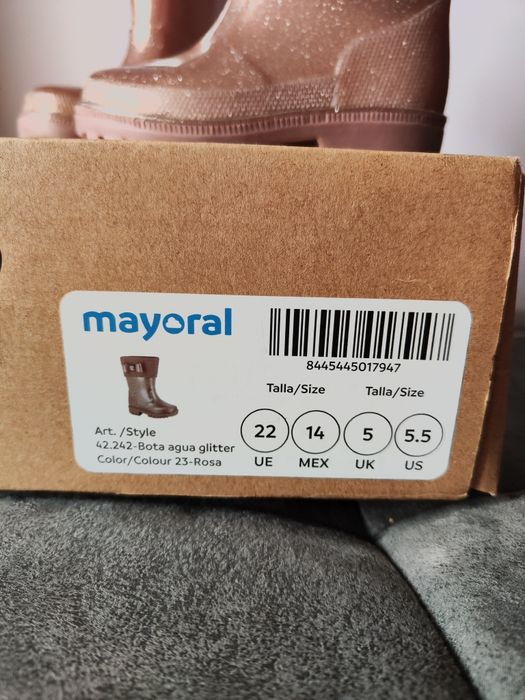 mayoral
8445445017947
Talla/Size Talla/Size
Art. /Style
42.242-Bota agua glitter
Color/Colour 23-Rosa
22 14 5 5.5
UE MEX UK US